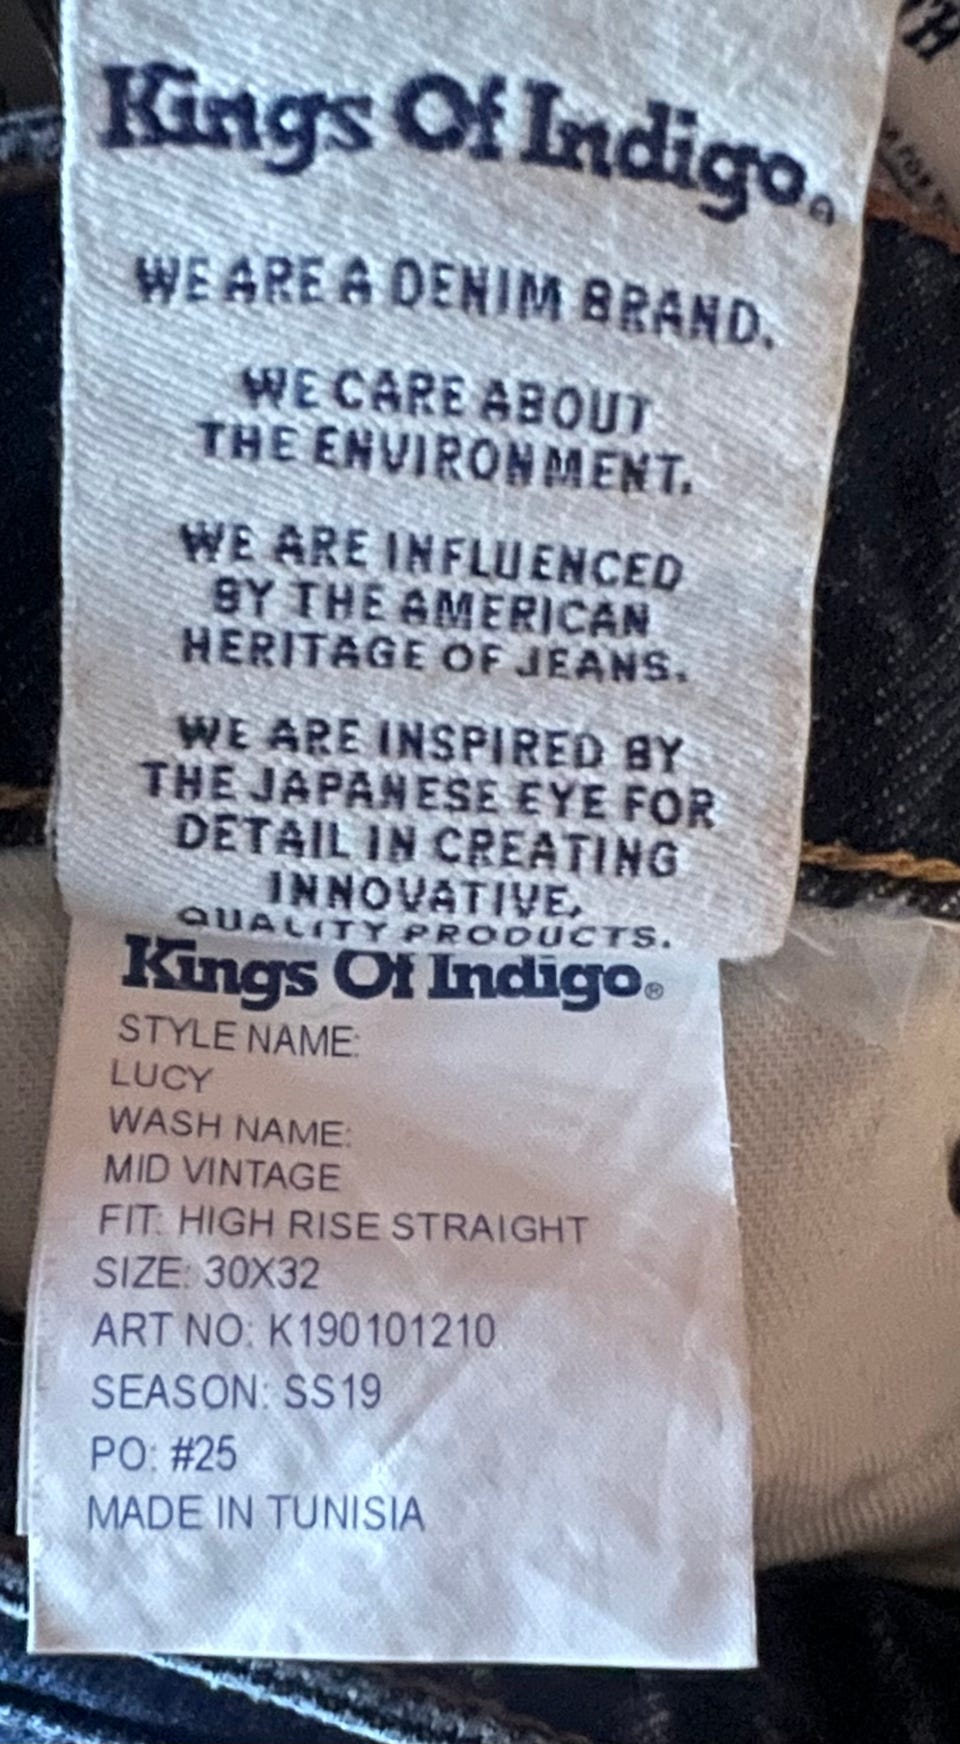 Kings Of Indigo®
WE ARE A DENIM BRAND.
WE CARE ABOUT
THE ENVIRONMENT.
WE ARE INFLUENCED
BY THE AMERICAN
HERITAGE OF JEANS.
WE ARE INSPIRED BY
THE JAPANESE EYE FOR
DETAIL IN CREATING
INNOVATIVE,
QUALITY PRODUCTS.
Kings Of Indigo®
STYLE NAME:
LUCY
WASH NAME:
MID VINTAGE
FIT: HIGH RISE STRAIGHT
SIZE: 30X32
ART NO: K190101210
SEASON: SS19
PO: #25
MADE IN TUNISIA